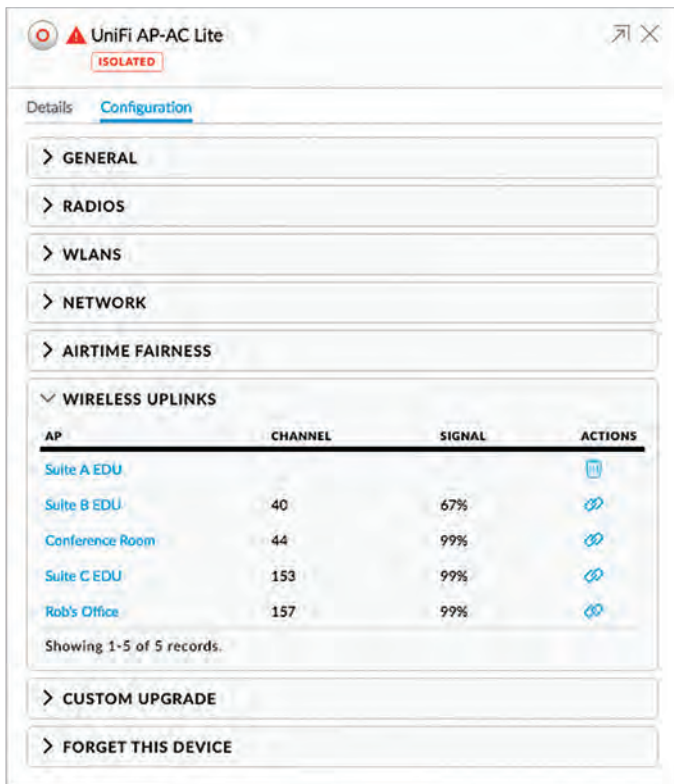 UniFi AP-AC Lite
ISOLATED
Details Configuration
GENERAL
RADIOS
WLANS
NETWORK
AIRTIME FAIRNESS
WIRELESS UPLINKS
AP CHANNEL SIGNAL ACTIONS
Suite A EDU
Suite B EDU 40 67%
Conference Room 44 99%
Suite C EDU 153 99%
Rob's Office 157 99%
Showing 1-5 of 5 records.
CUSTOM UPGRADE
FORGET THIS DEVICE